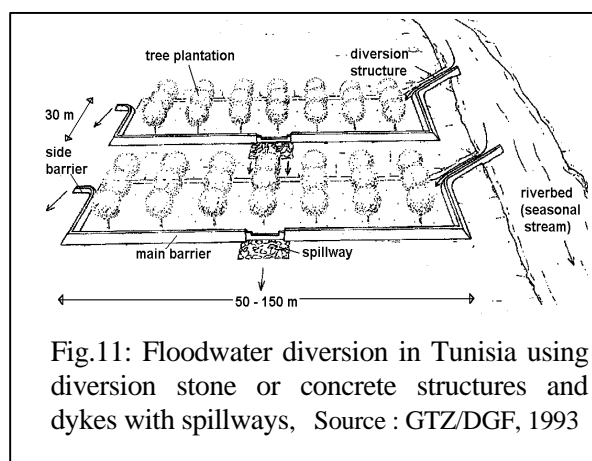 tree plantation
diversion
structure
30 m
side
barrier
riverbed
(seasonal
stream)
main barrier
spillway
50 - 150 m
Fig.11: Floodwater diversion in Tunisia using
diversion stone or concrete structures and
dykes with spillways, Source : GTZ/DGF, 1993